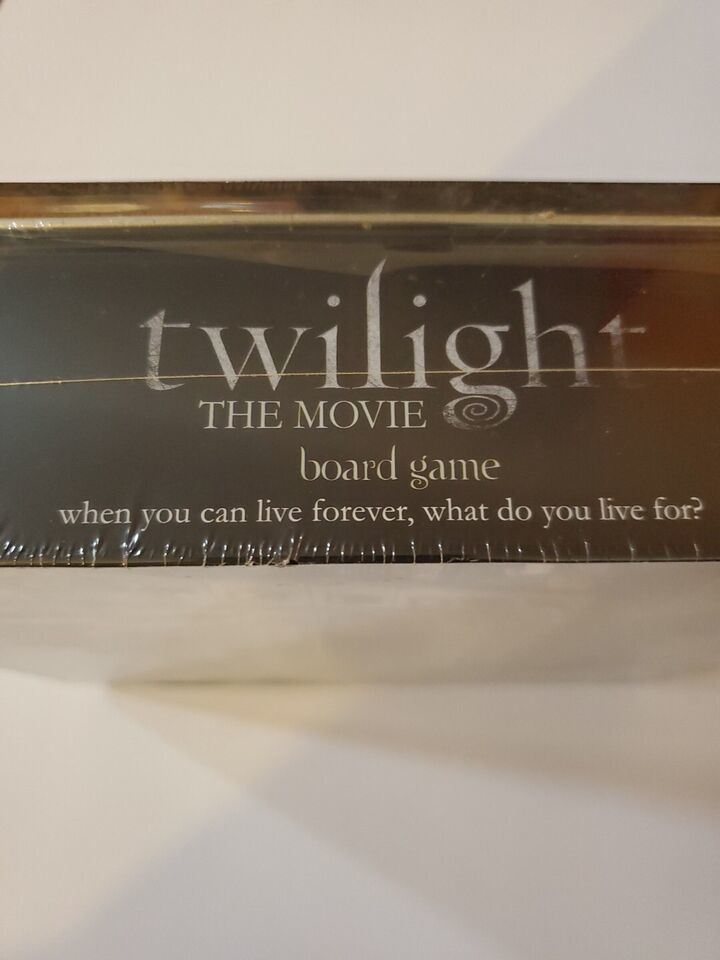 twilight
THE MOVIE
board game
when you can live forever, what do you live for?